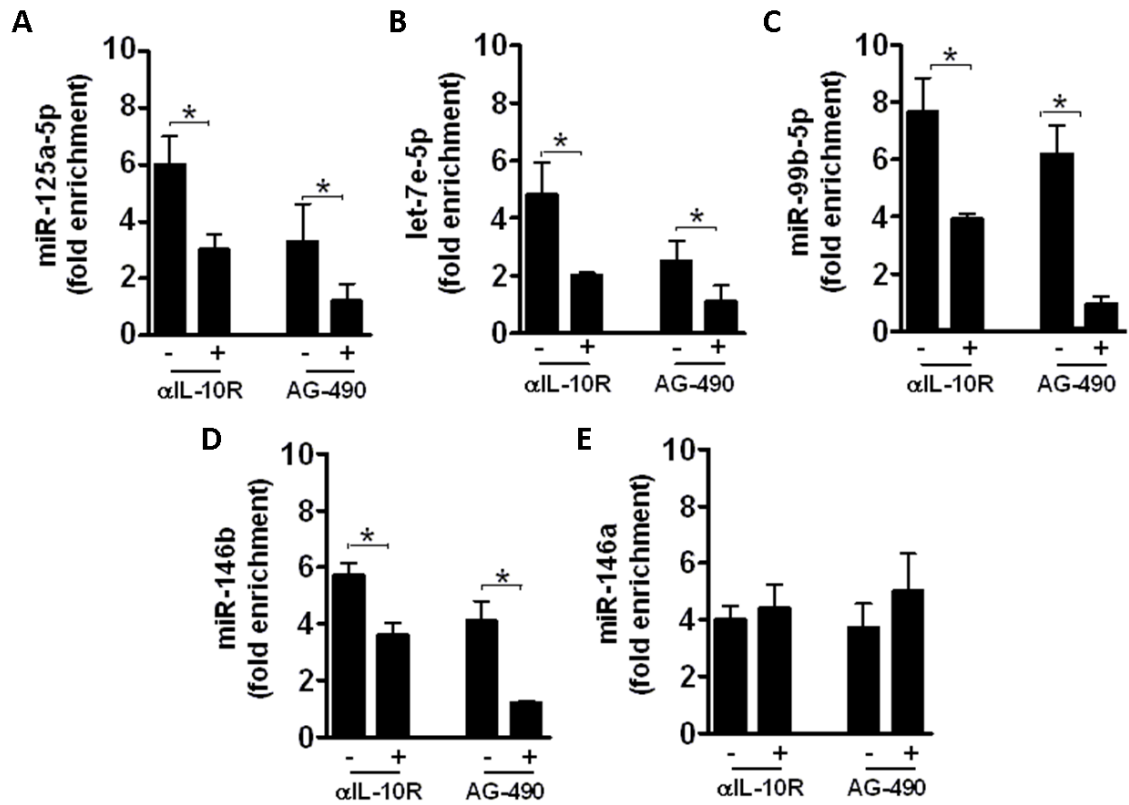 A
miR-125a-5p
(fold enrichment)
10
8
6
4
2
0
*
*
- + - +
αIL-10R AG-490
B
let-7e-5p
(fold enrichment)
10
8
6
4
2
0
*
*
- + - +
αIL-10R AG-490
C
miR-99b-5p
(fold enrichment)
10
8
6
4
2
0
*
*
- + - +
αIL-10R AG-490
D
miR-146b
(fold enrichment)
10
8
6
4
2
0
*
*
- + - +
αIL-10R AG-490
E
miR-146a
(fold enrichment)
10
8
6
4
2
0
- + - +
αIL-10R AG-490